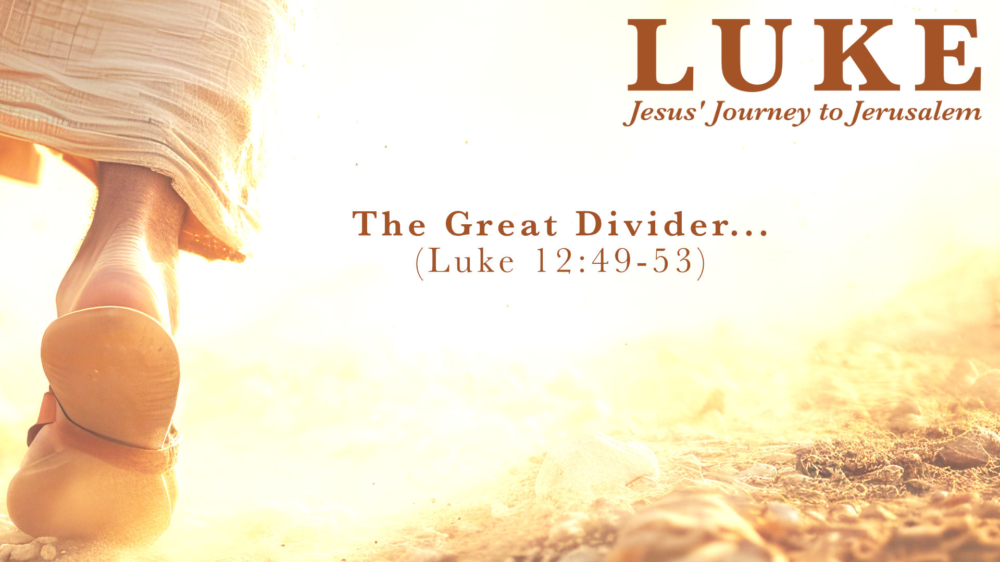 LUKE
Jesus' Journey to Jerusalem
The Great Divider...
(Luke 12:49-53)